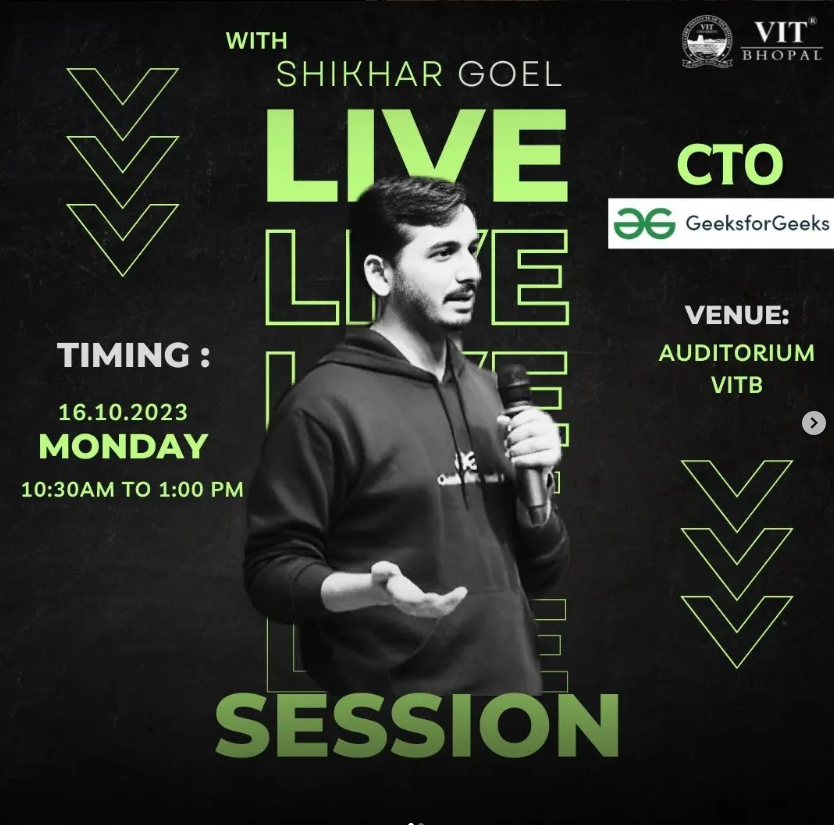 WITH
SHIKHAR GOEL
VIT®
BHOPAL
VIT
LIVE
CTO
GeeksforGeeks
LIVE
VENUE:
AUDITORIUM
VITB
TIMING :
16.10.2023
MONDAY
10:30AM TO 1:00 PM
SESSION